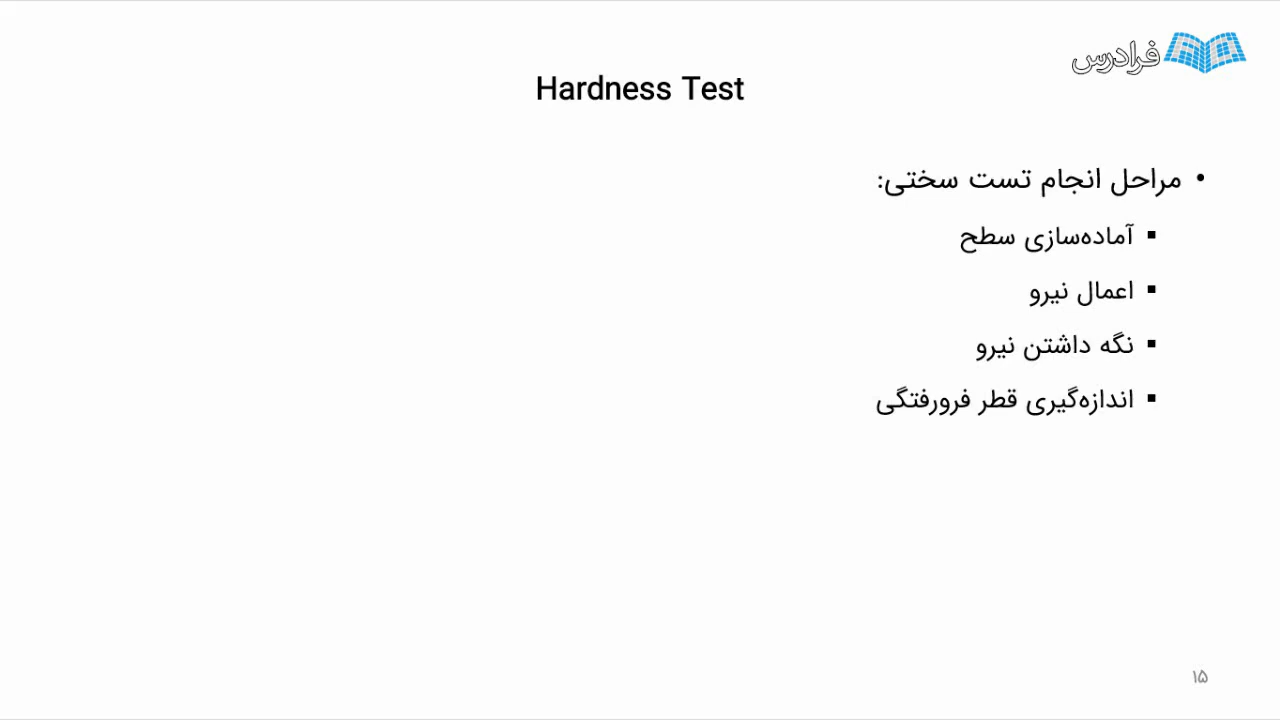 فرادرس
Hardness Test
• مراحل انجام تست سختی:
▪ آماده‌سازی سطح
▪ اعمال نیرو
▪ نگه داشتن نیرو
▪ اندازه‌گیری قطر فرورفتگی
۱۵